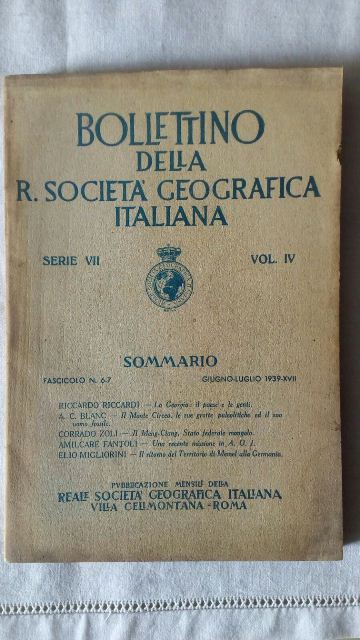 BOLLETTINO
DELLA
R. SOCIETÀ GEOGRAFICA
ITALIANA
SERIE VII
VOL. IV
SOMMARIO
FASCICOLO N. 6-7
GIUGNO-LUGLIO 1939-XVII
RICCARDO RICCARDI — La Georgia: il paese e le genti.
A. C. BLANC — Il Monte Circeo, le sue grotte paleolitiche ed il suo
uomo fossile.
CORRADO ZOLI — Il Meng-Ciang, Stato federale mongolo.
AMILCARE FANTOLI — Una recente missione in A. O. I.
ELIO MIGLIORINI — Il ritorno del Territorio di Memel alla Germania.
PUBBLICAZIONE MENSILE DELLA
REALE SOCIETÀ GEOGRAFICA ITALIANA
VILLA CELIMONTANA - ROMA